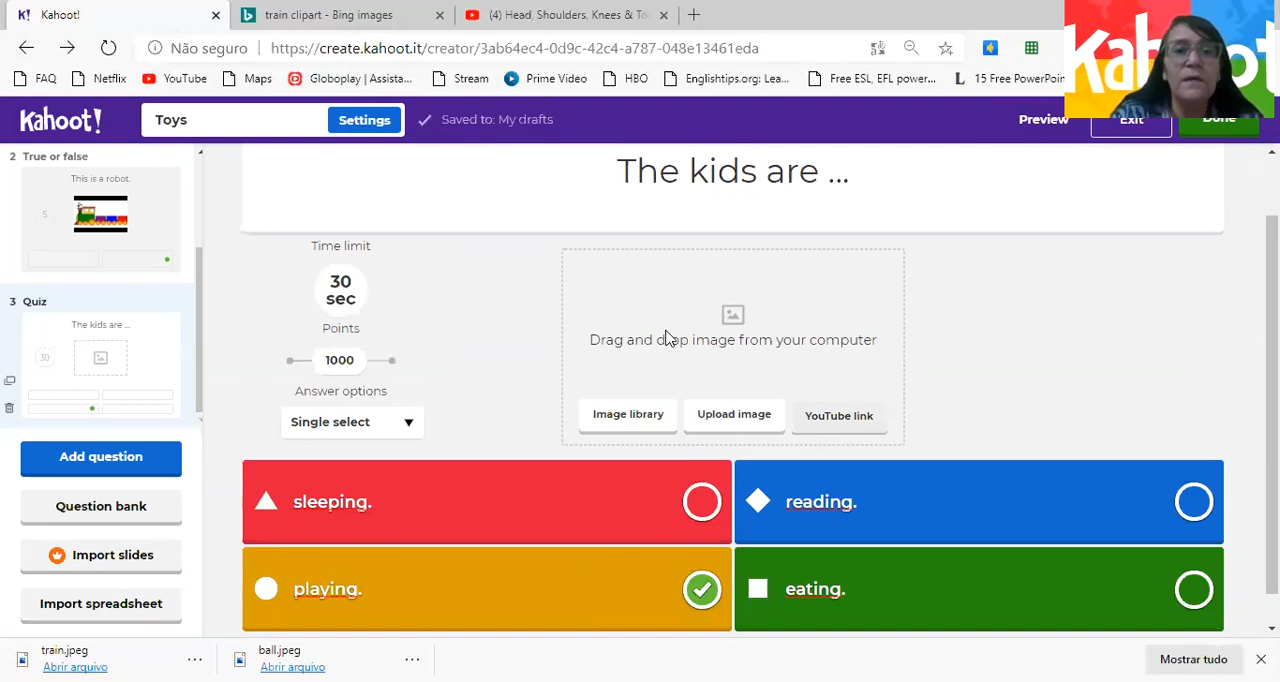 Kahoot!
train clipart - Bing images
(4) Head, Shoulders, Knees & To
Não seguro
https://create.kahoot.it/creator/3ab64ec4-0d9c-42c4-a787-048e13461eda
FAQ
Netflix
YouTube
Maps
Globoplay | Assista...
Stream
Prime Video
HBO
Englishtips.org: Lea...
Free ESL, EFL power...
15 Free PowerPoin
Kahoot!
Toys
Settings
Saved to: My drafts
Preview
Exit
Done
2 True or false
This is a robot.
5
3 Quiz
The kids are ...
30
Add question
Question bank
Import slides
Import spreadsheet
The kids are ...
Time limit
30
sec
Points
1000
Answer options
Single select
Drag and drop image from your computer
Image library
Upload image
YouTube link
sleeping.
reading.
playing.
eating.
train.jpeg
Abrir arquivo
ball.jpeg
Abrir arquivo
Mostrar tudo